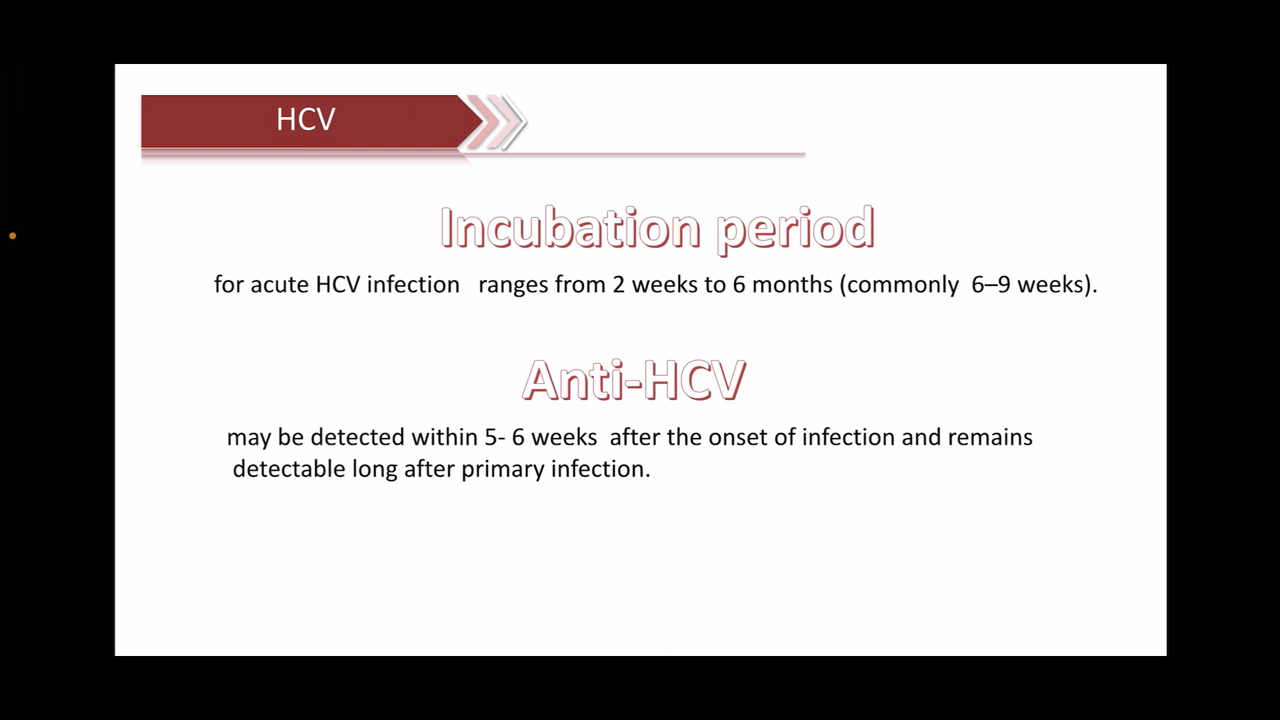 HCV
Incubation period
for acute HCV infection   ranges from 2 weeks to 6 months (commonly  6–9 weeks).
Anti-HCV
may be detected within 5- 6 weeks  after the onset of infection and remains
detectable long after primary infection.